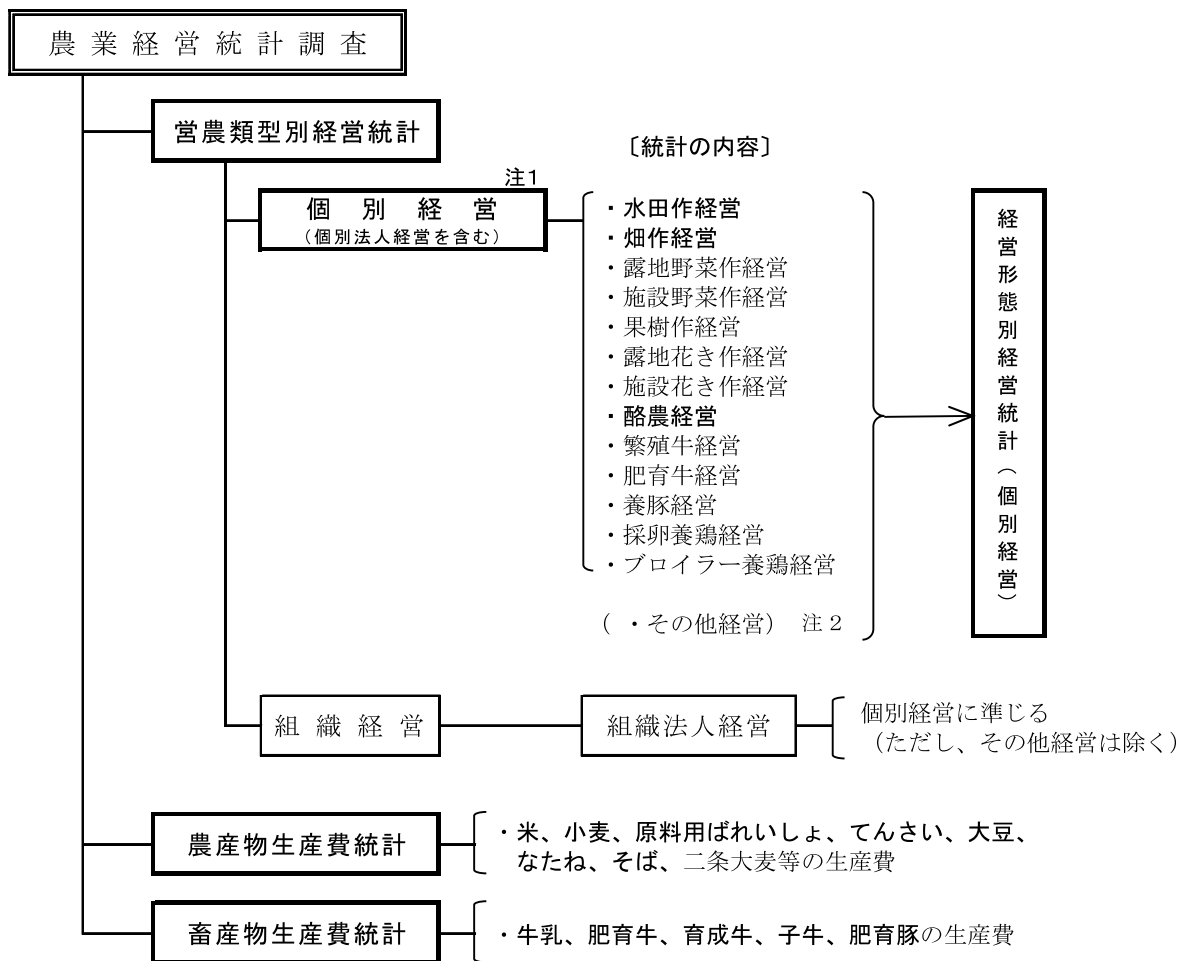 農業経営統計調査
営農類型別経営統計
〔統計の内容〕
注1
個別経営
（個別法人経営を含む）
・水田作経営
・畑作経営
・露地野菜作経営
・施設野菜作経営
・果樹作経営
・露地花き作経営
・施設花き作経営
・酪農経営
・繁殖牛経営
・肥育牛経営
・養豚経営
・採卵養鶏経営
・ブロイラー養鶏経営
（・その他経営） 注２
経営形態別経営統計（個別経営）
組織経営
組織法人経営
個別経営に準じる
（ただし、その他経営は除く）
農産物生産費統計
・米、小麦、原料用ばれいしょ、てんさい、大豆、
なたね、そば、二条大麦等の生産費
畜産物生産費統計
・牛乳、肥育牛、育成牛、子牛、肥育豚の生産費